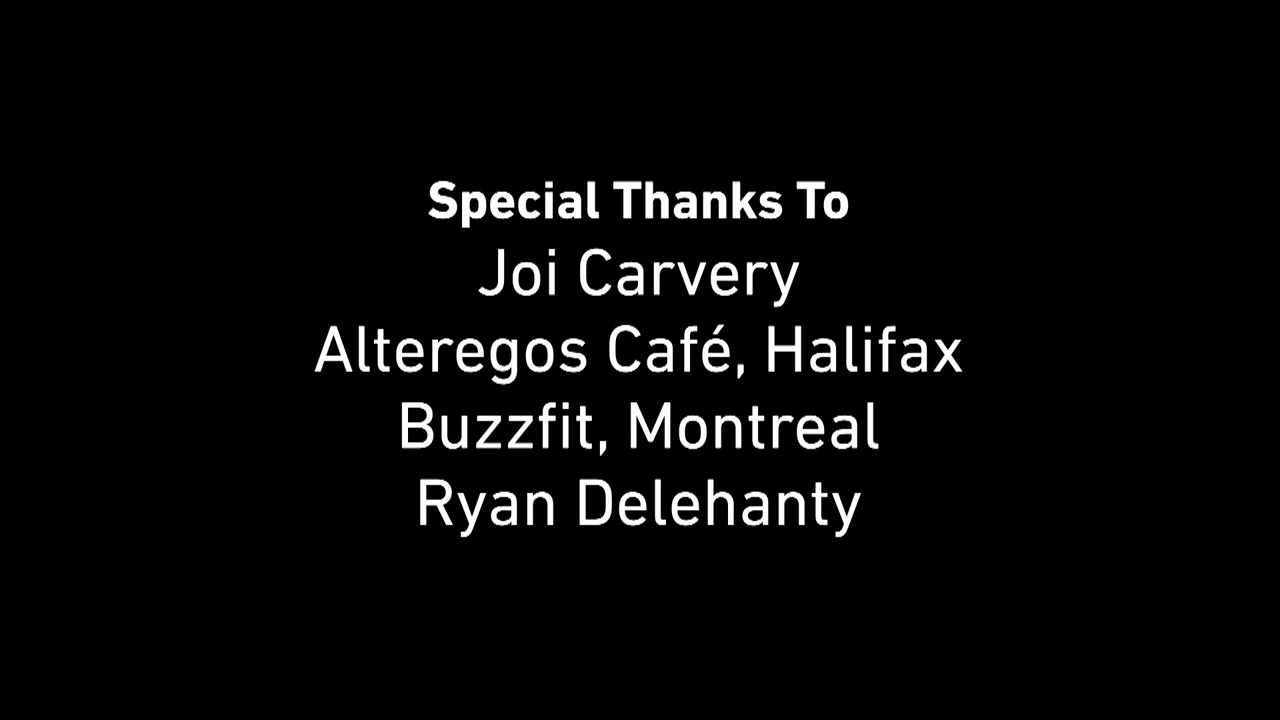 Special Thanks To
Joi Carvery
Alteregos Café, Halifax
Buzzfit, Montreal
Ryan Delehanty